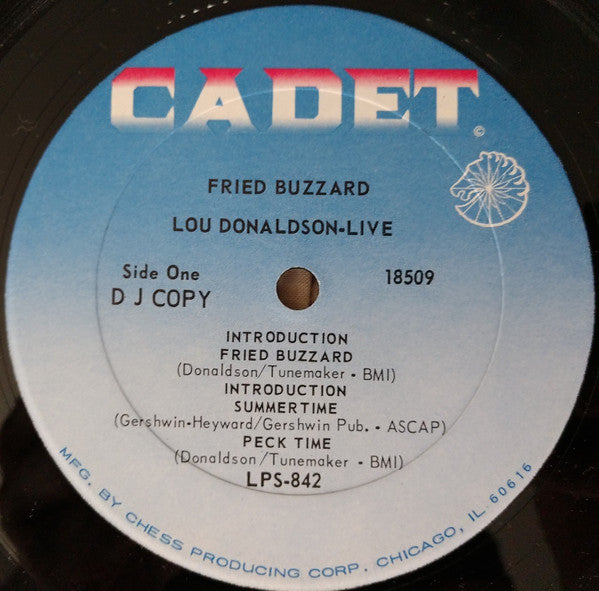 CADET
©
FRIED BUZZARD
LOU DONALDSON-LIVE
Side One
18509
D J COPY
INTRODUCTION
FRIED BUZZARD
(Donaldson/Tunemaker - BMI)
INTRODUCTION
SUMMERTIME
(Gershwin-Heyward/Gershwin Pub. - ASCAP)
PECK TIME
(Donaldson/Tunemaker - BMI)
LPS-842
MFG. BY CHESS PRODUCING CORP. CHICAGO, IL 60616